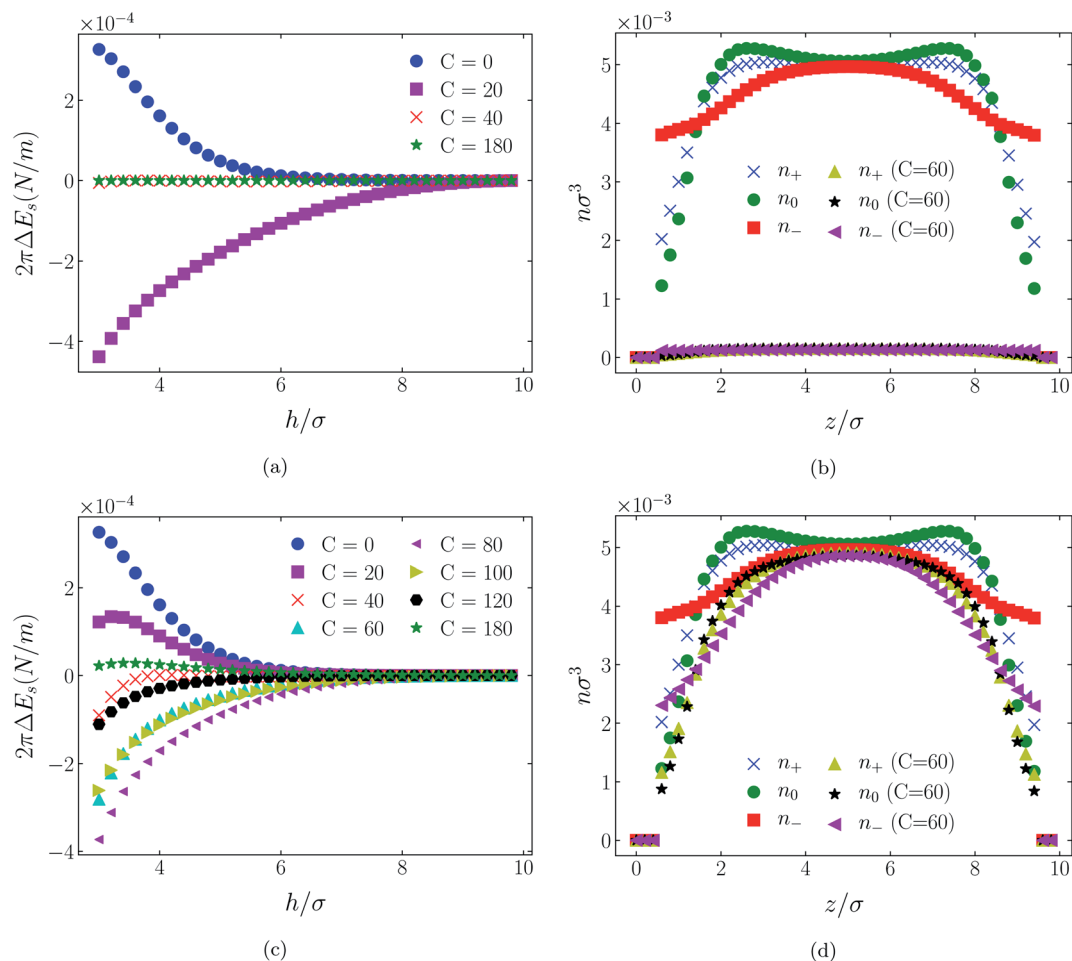 ×10⁻⁴
2πΔE_s(N/m)
2
0
−2
−4
C = 0
C = 20
C = 40
C = 180
4 6 8 10
h/σ
(a)
×10⁻³
nσ³
5
4
3
2
1
0
n₊ n₊ (C=60)
n₀ n₀ (C=60)
n₋ n₋ (C=60)
0 2 4 6 8 10
z/σ
(b)
×10⁻⁴
2πΔE_s(N/m)
2
0
−2
−4
C = 0 C = 80
C = 20 C = 100
C = 40 C = 120
C = 60 C = 180
4 6 8 10
h/σ
(c)
×10⁻³
nσ³
5
4
3
2
1
0
n₊ n₊ (C=60)
n₀ n₀ (C=60)
n₋ n₋ (C=60)
0 2 4 6 8 10
z/σ
(d)